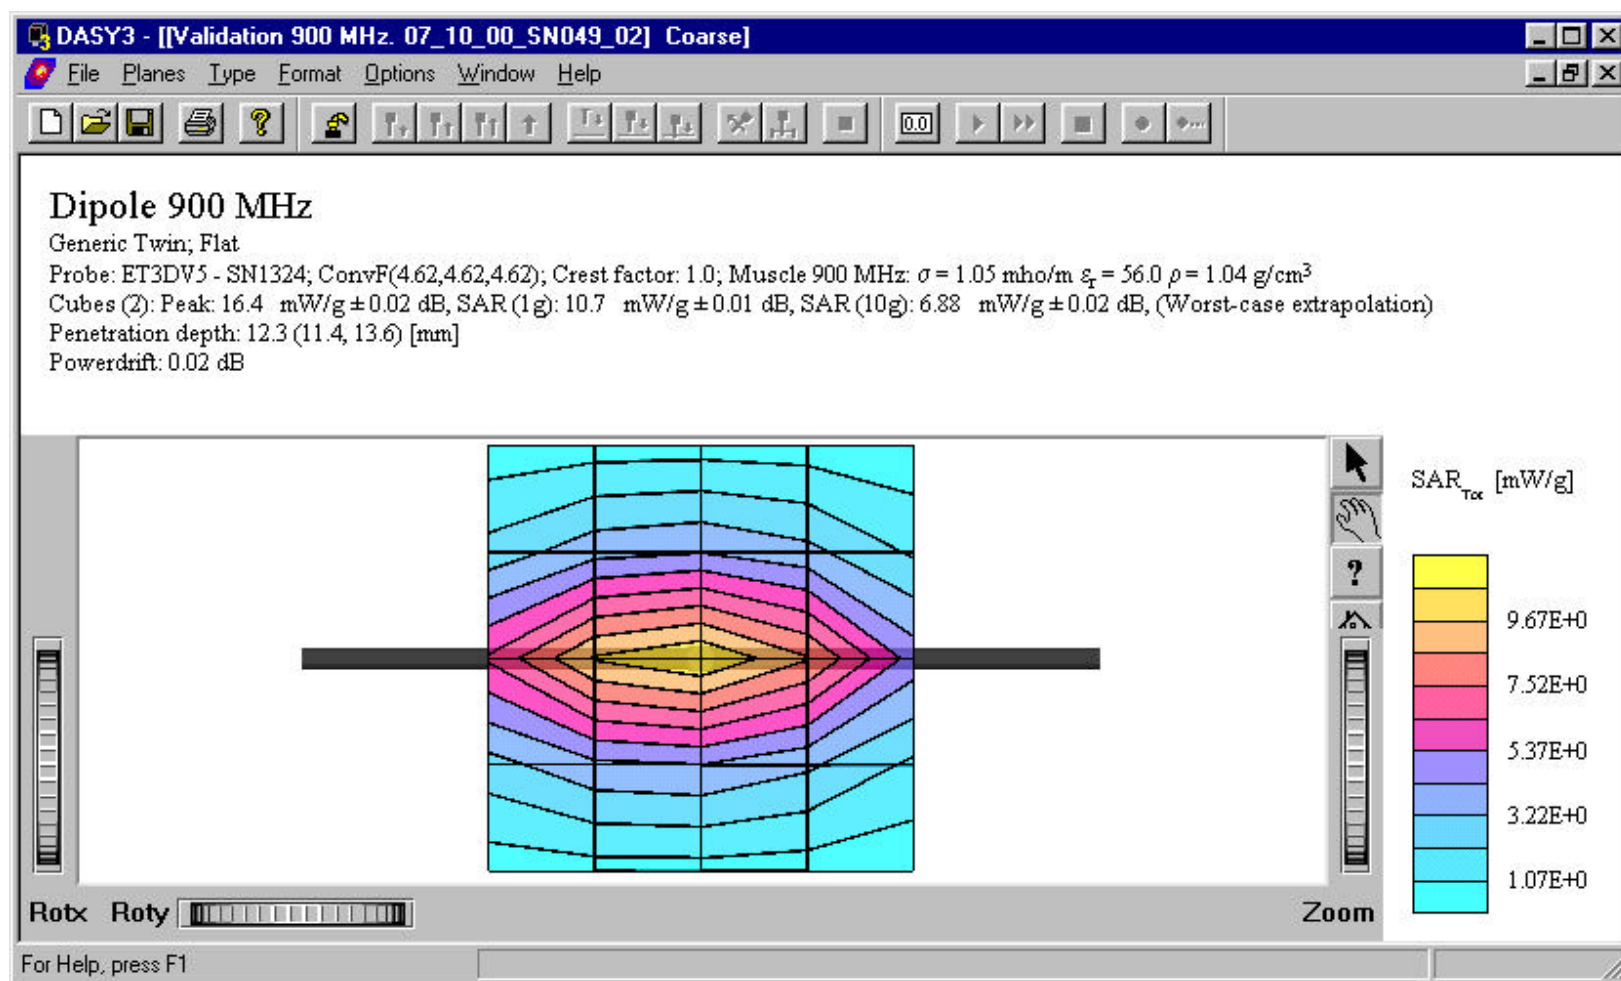 DASY3 - [[Validation 900 MHz. 07_10_00_SN049_02] Coarse]
File Planes Type Format Options Window Help
0.0
Dipole 900 MHz
Generic Twin; Flat
Probe: ET3DV5 - SN1324; ConvF(4.62,4.62,4.62); Crest factor: 1.0; Muscle 900 MHz: σ = 1.05 mho/m εr = 56.0 ρ = 1.04 g/cm³
Cubes (2): Peak: 16.4 mW/g ± 0.02 dB, SAR (1g): 10.7 mW/g ± 0.01 dB, SAR (10g): 6.88 mW/g ± 0.02 dB, (Worst-case extrapolation)
Penetration depth: 12.3 (11.4, 13.6) [mm]
Powerdrift: 0.02 dB
SAR Tot [mW/g]
9.67E+0
7.52E+0
5.37E+0
3.22E+0
1.07E+0
Rotx Roty Zoom
For Help, press F1